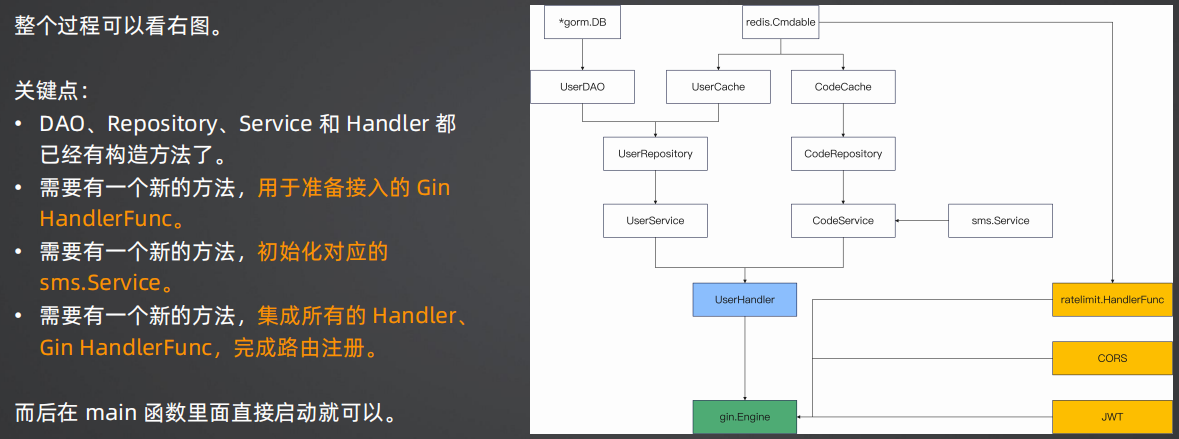 整个过程可以看右图。
关键点：
• DAO、Repository、Service 和 Handler 都
已经有构造方法了。
• 需要有一个新的方法，用于准备接入的 Gin
HandlerFunc。
• 需要有一个新的方法，初始化对应的
sms.Service。
• 需要有一个新的方法，集成所有的 Handler、
Gin HandlerFunc，完成路由注册。
而后在 main 函数里面直接启动就可以。
*gorm.DB
redis.Cmdable
UserDAO
UserCache
CodeCache
UserRepository
CodeRepository
UserService
CodeService
sms.Service
UserHandler
ratelimit.HandlerFunc
CORS
gin.Engine
JWT